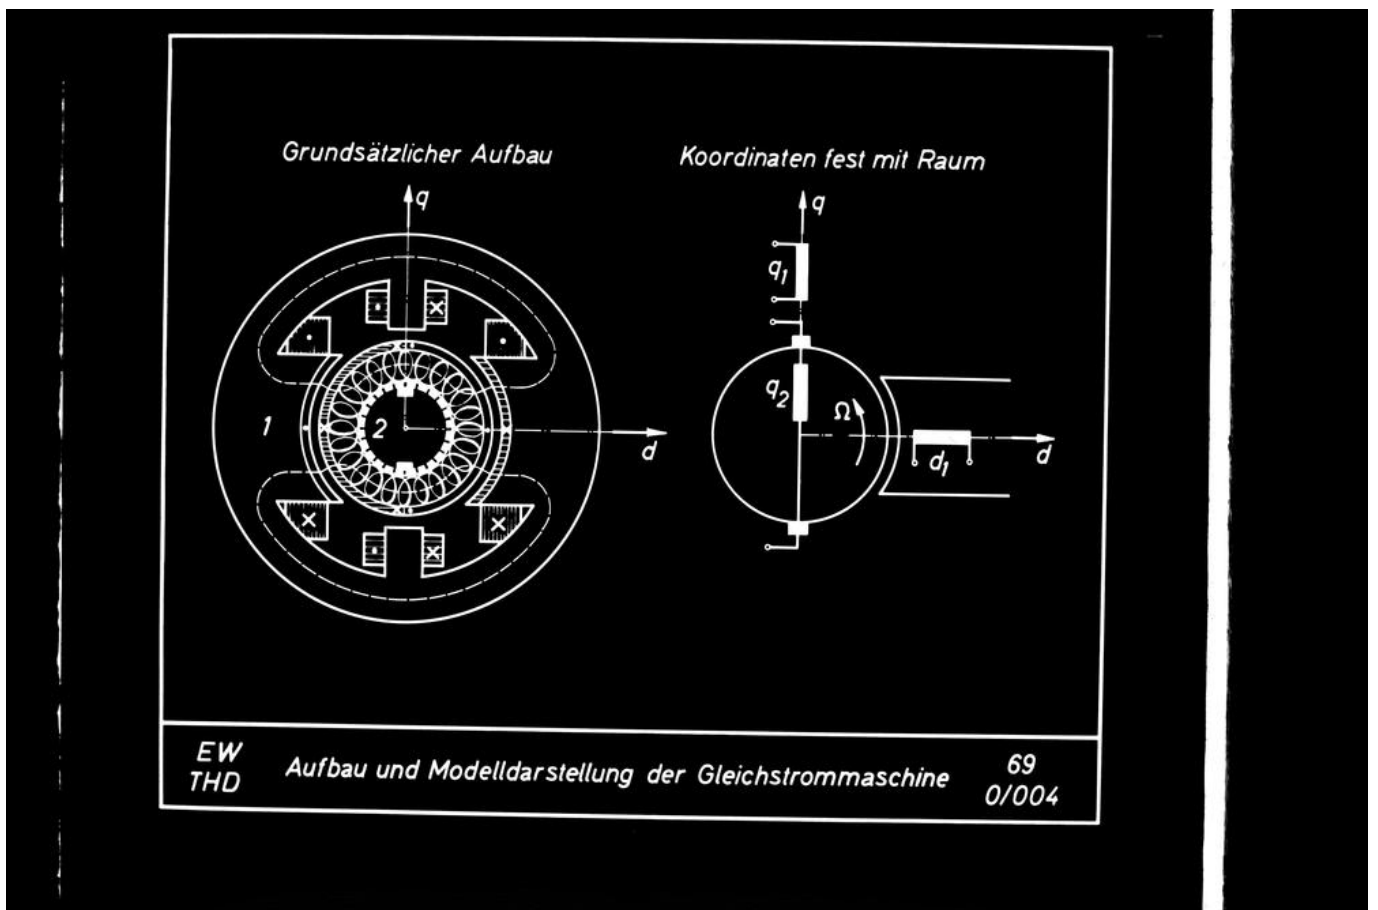 Grundsätzlicher Aufbau
q
1
2
d
Koordinaten fest mit Raum
q
q₁
q₂
Ω
d₁
d
EW
THD
Aufbau und Modelldarstellung der Gleichstrommaschine
69
0/004